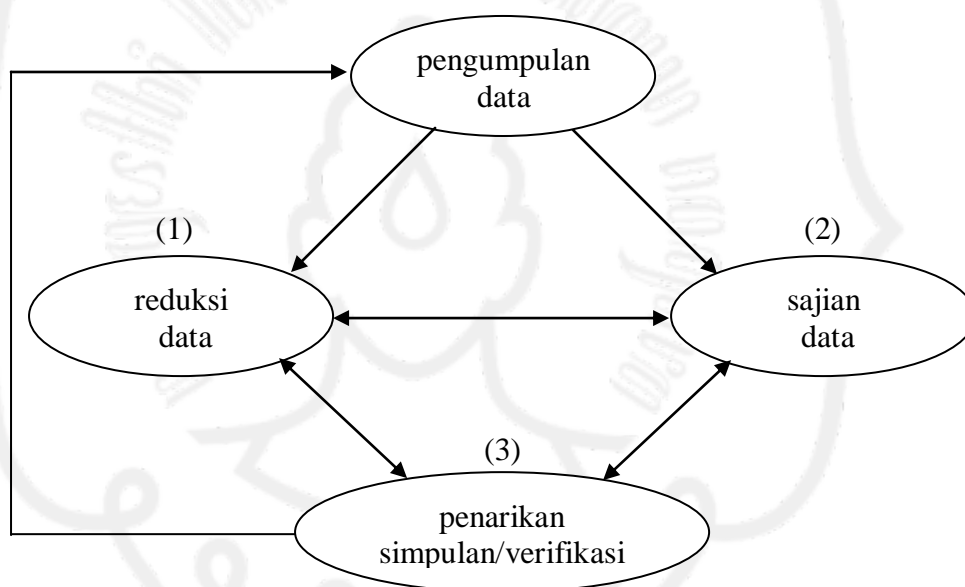 pengumpulan
data
(1)
(2)
reduksi
data
sajian
data
(3)
penarikan
simpulan/verifikasi